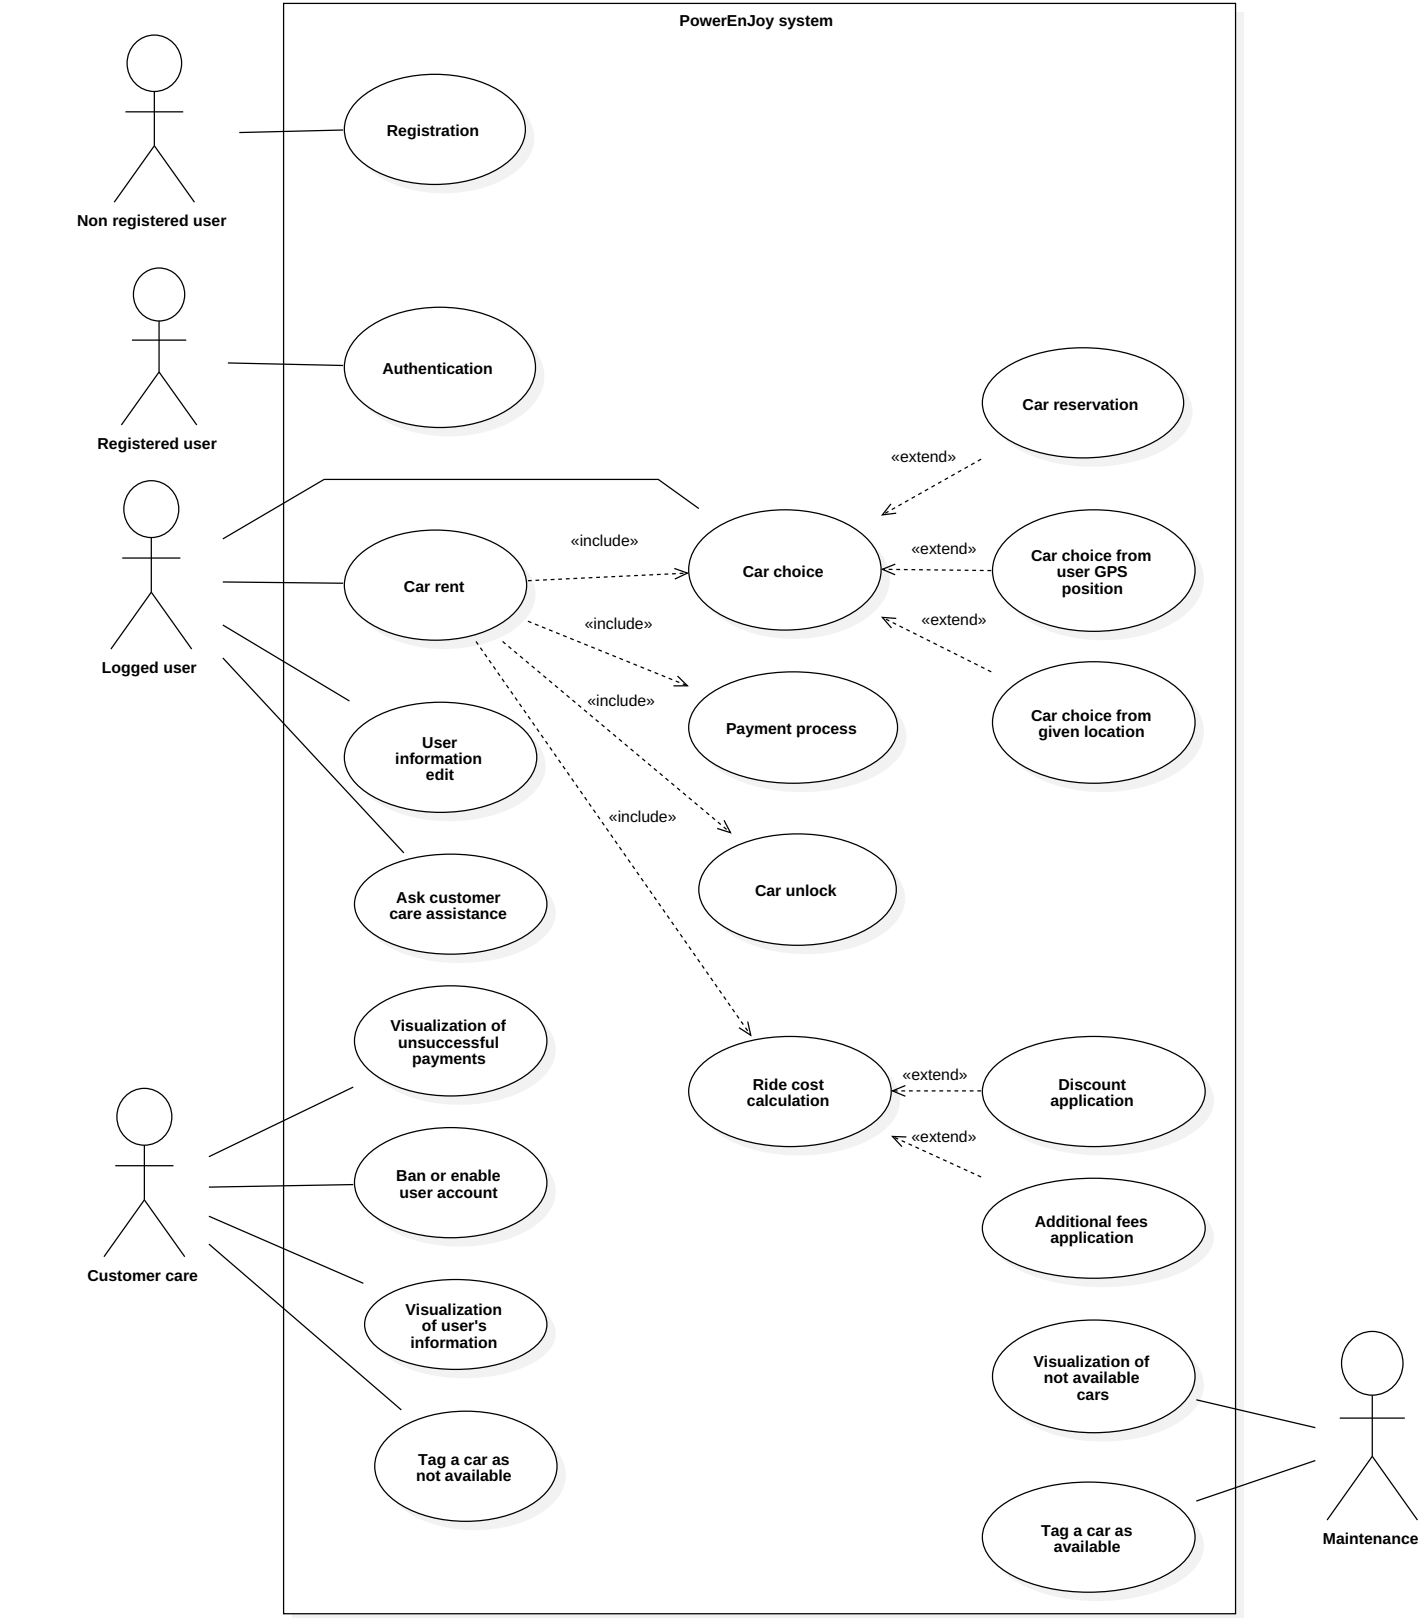 PowerEnJoy system
Registration
Non registered user
Authentication
Registered user
Car reservation
«extend»
«include»
«extend»
Car choice from
user GPS
position
Car choice
Car rent
«include»
«extend»
Logged user
«include»
Car choice from
given location
Payment process
User
information
edit
«include»
Car unlock
Ask customer
care assistance
Visualization of
unsuccessful
payments
Ride cost
calculation
«extend»
Discount
application
«extend»
Ban or enable
user account
Additional fees
application
Customer care
Visualization
of user's
information
Visualization of
not available
cars
Tag a car as
not available
Tag a car as
available
Maintenance